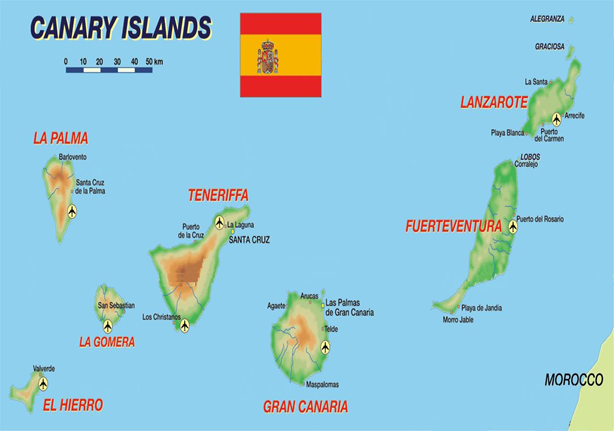 CANARY ISLANDS
0 10 20 30 40 50 km
ALEGRANZA
GRACIOSA
La Santa
LANZAROTE
Arrecife
Playa Blanca
Puerto
del Carmen
LOBOS
Corralejo
LA PALMA
Barlovento
Santa Cruz
de la Palma
TENERIFFA
Puerto
de la Cruz
La Laguna
SANTA CRUZ
FUERTEVENTURA
Puerto del Rosario
San Sebastian
LA GOMERA
Los Christianos
Agaete
Arucas
Las Palmas
de Gran Canaria
Telde
Maspalomas
GRAN CANARIA
Playa de Jandia
Morro Jable
Valverde
EL HIERRO
MOROCCO